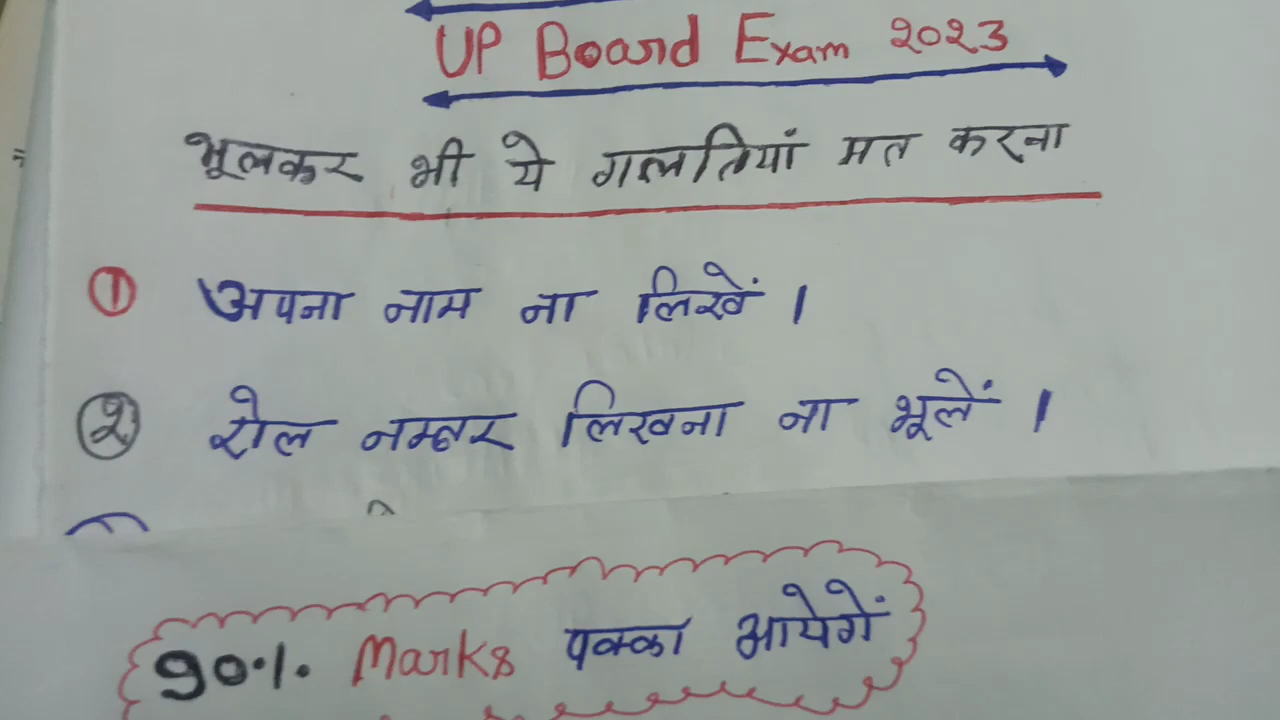 UP Board Exam 2023
भूलकर भी ये गलतियां मत करना
① अपना नाम ना लिखें ।
② रोल नम्बर लिखना ना भूलें ।
90% Marks पक्का आयेगें